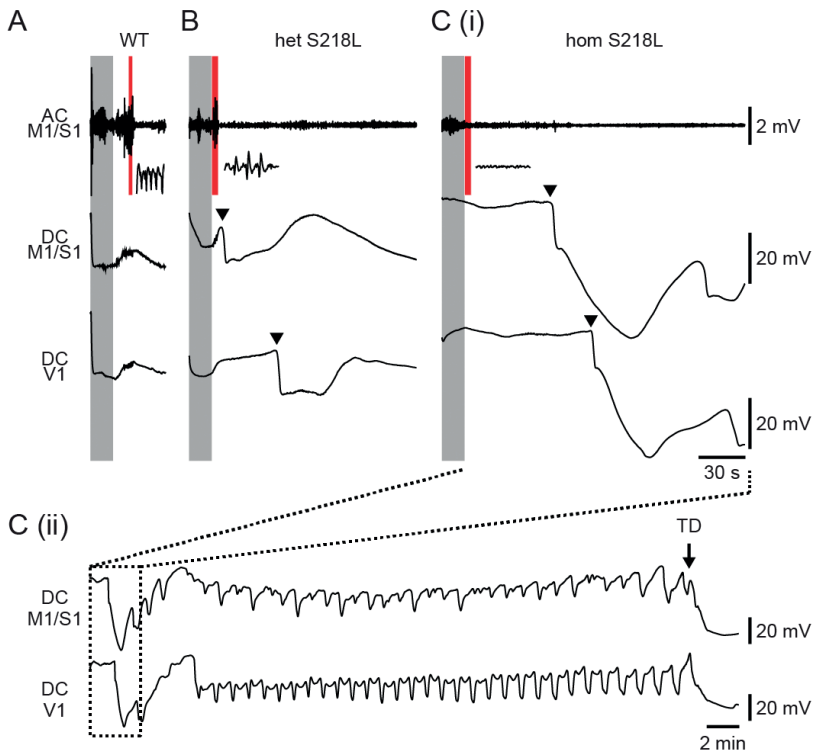 A
WT
B
het S218L
C (i)
hom S218L
AC
M1/S1
2 mV
DC
M1/S1
20 mV
DC
V1
20 mV
30 s
C (ii)
TD
DC
M1/S1
20 mV
DC
V1
20 mV
2 min